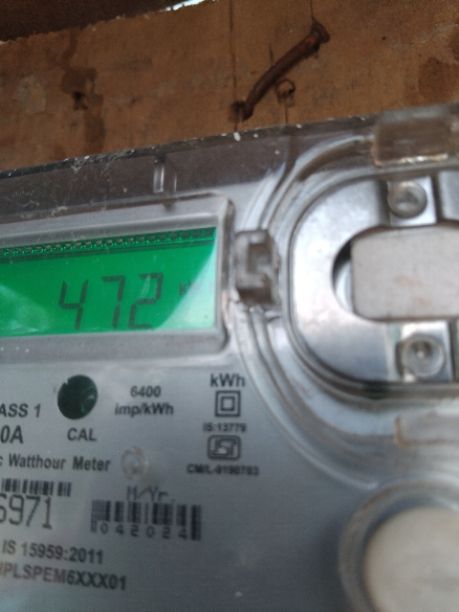 472
ASS 1
0A
CAL
6400
imp/kWh
kWh
IS:13779
CM/L-9190783
c Watthour Meter
6971
M/Yr.
042024
IS 15959:2011
IPLSPEM6XXX01